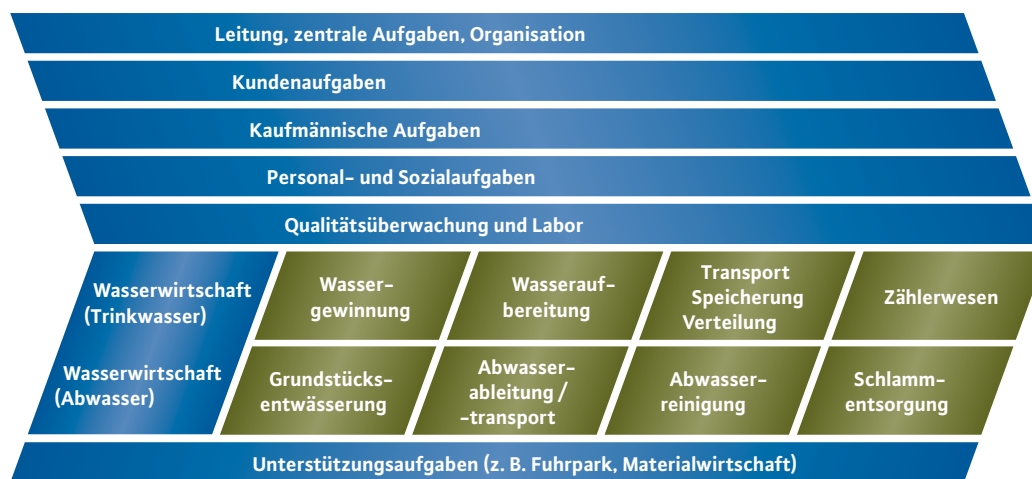 Leitung, zentrale Aufgaben, Organisation
Kundenaufgaben
Kaufmännische Aufgaben
Personal- und Sozialaufgaben
Qualitätsüberwachung und Labor
Wasserwirtschaft
(Trinkwasser)
Wasser-
gewinnung
Wasserauf-
bereitung
Transport
Speicherung
Verteilung
Zählerwesen
Wasserwirtschaft
(Abwasser)
Grundstücks-
entwässerung
Abwasser-
ableitung /
-transport
Abwasser-
reinigung
Schlamm-
entsorgung
Unterstützungsaufgaben (z. B. Fuhrpark, Materialwirtschaft)